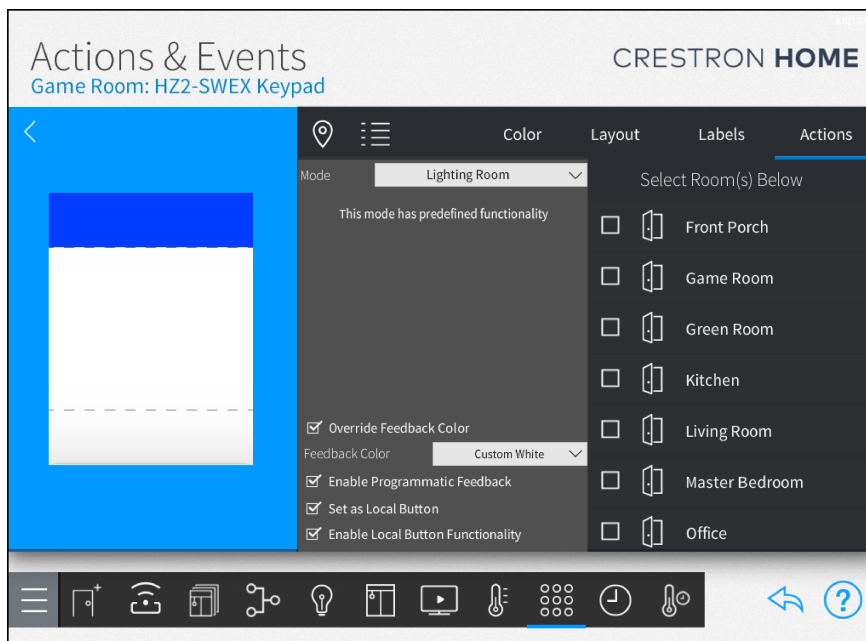 Actions & Events
CRESTRON HOME
Game Room: HZ2-SWEX Keypad
Color
Layout
Labels
Actions
Mode
Lighting Room
Select Room(s) Below
This mode has predefined functionality
Front Porch
Game Room
Green Room
Kitchen
Living Room
Master Bedroom
Office
Override Feedback Color
Feedback Color
Custom White
Enable Programmatic Feedback
Set as Local Button
Enable Local Button Functionality
?